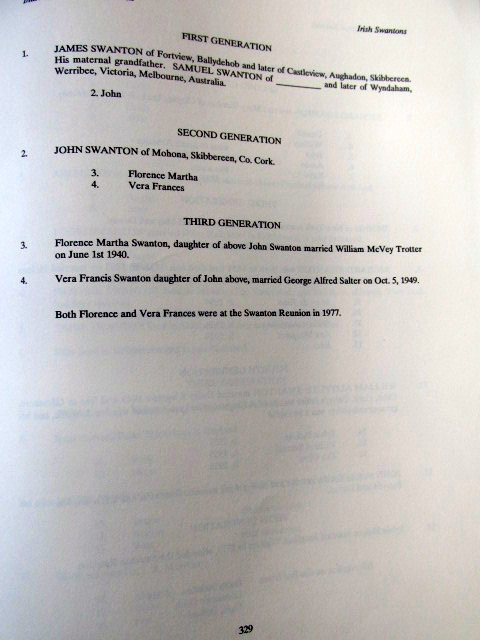 Irish Swantons
FIRST GENERATION
1. JAMES SWANTON of Fortview, Ballydehob and later of Castleview, Aughadon, Skibbereen.
His maternal grandfather. SAMUEL SWANTON of ________ and later of Wyndaham,
Werribee, Victoria, Melbourne, Australia.
2. John
SECOND GENERATION
2. JOHN SWANTON of Mohona, Skibbereen, Co. Cork.
3. Florence Martha
4. Vera Frances
THIRD GENERATION
3. Florence Martha Swanton, daughter of above John Swanton married William McVey Trotter
on June 1st 1940.
4. Vera Francis Swanton daughter of John above, married George Alfred Salter on Oct. 5, 1949.
Both Florence and Vera Frances were at the Swanton Reunion in 1977.
329